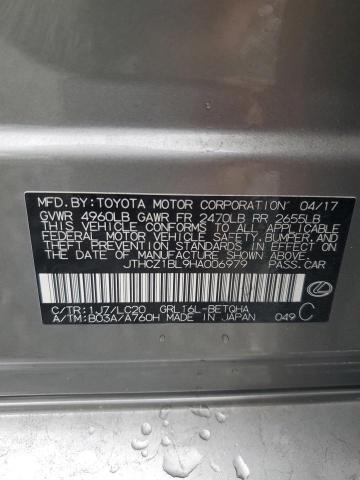 MFD.BY:TOYOTA MOTOR CORPORATION 04/17
GVWR 4960LB GAWR FR 2470LB RR 2655LB
THIS VEHICLE CONFORMS TO ALL APPLICABLE
FEDERAL MOTOR VEHICLE SAFETY,BUMPER,AND
THEFT PREVENTION STANDARDS IN EFFECT ON
THE DATE OF MANUFACTURE SHOWN ABOVE.
JTHCZ1BL9HA006979 PASS.CAR
C/TR:1J7/LC20 GRL16L-BETQHA
A/TM:B03A/A760H MADE IN JAPAN 049 C